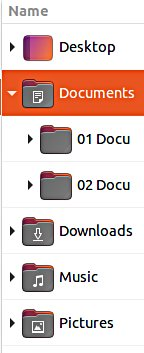 Name
Desktop
Documents
01 Docu
02 Docu
Downloads
Music
Pictures